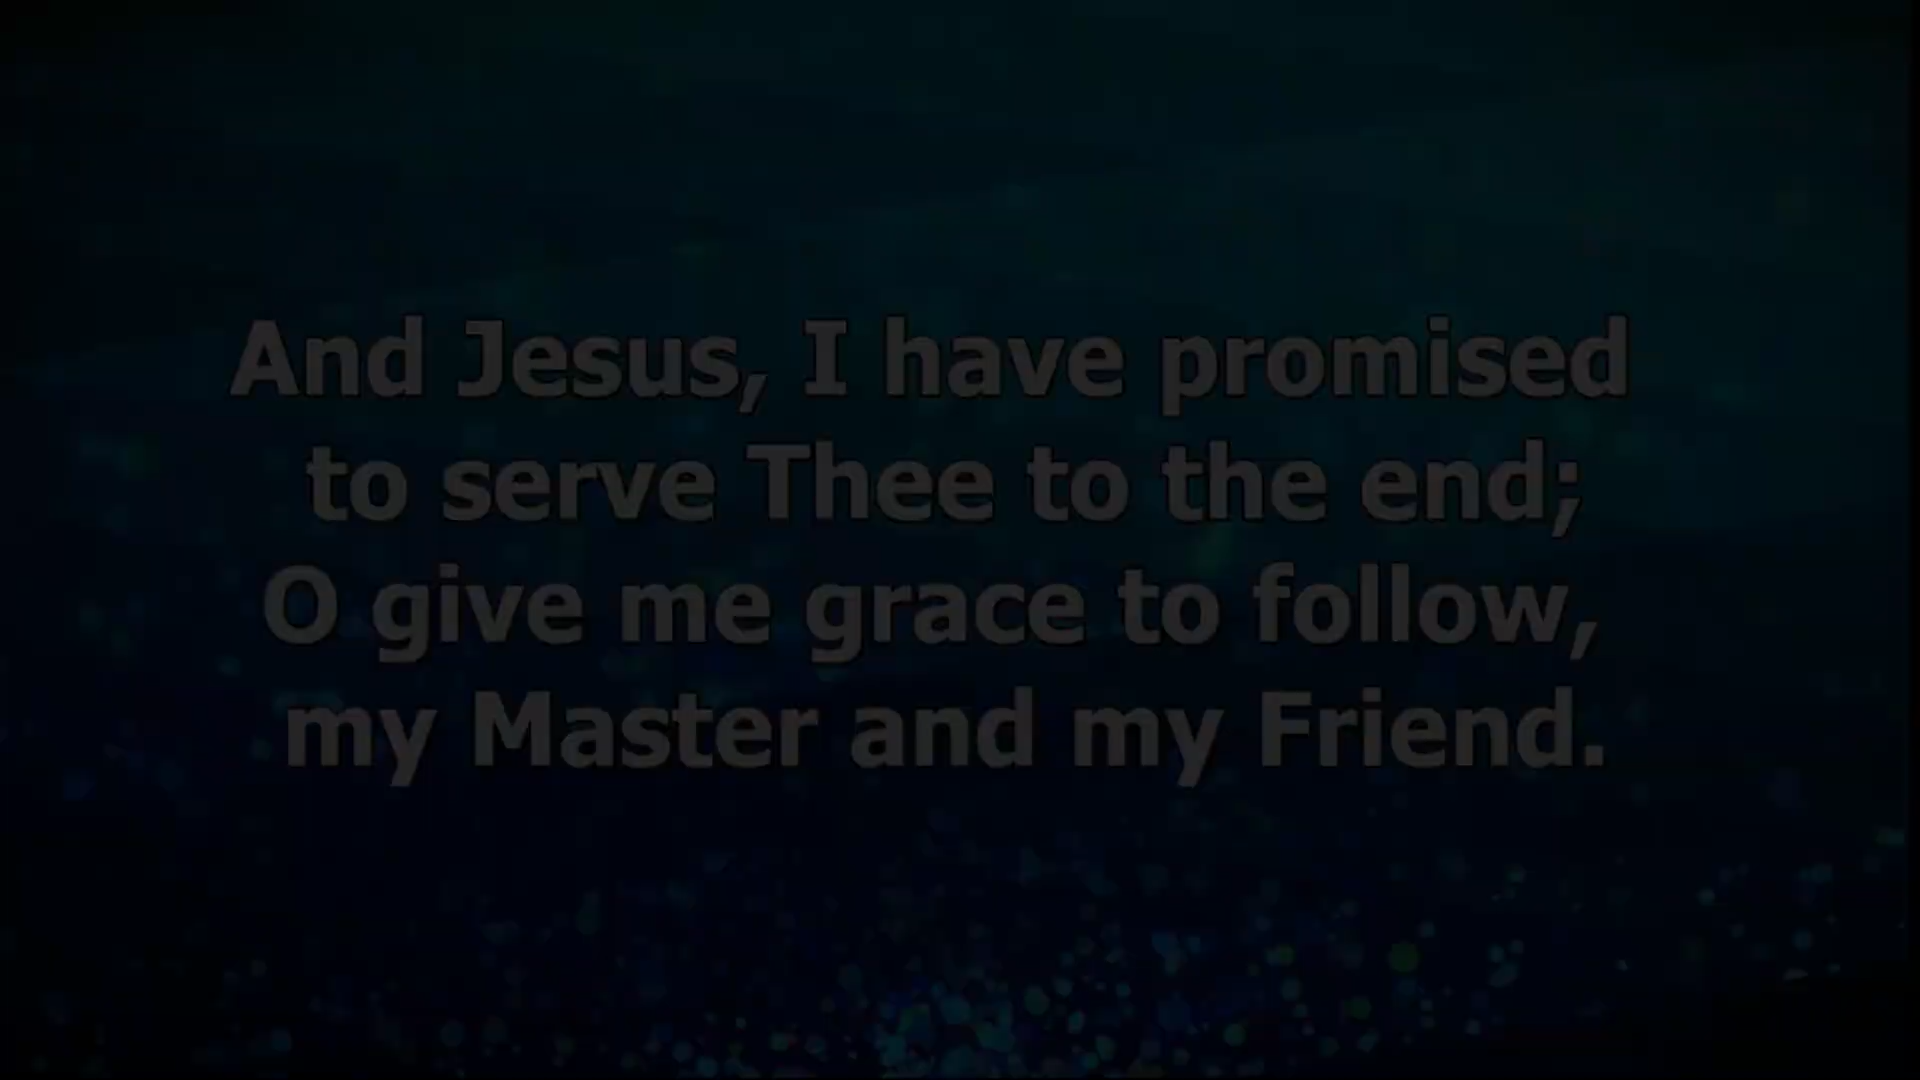 And Jesus, I have promised
to serve Thee to the end;
O give me grace to follow,
my Master and my Friend.